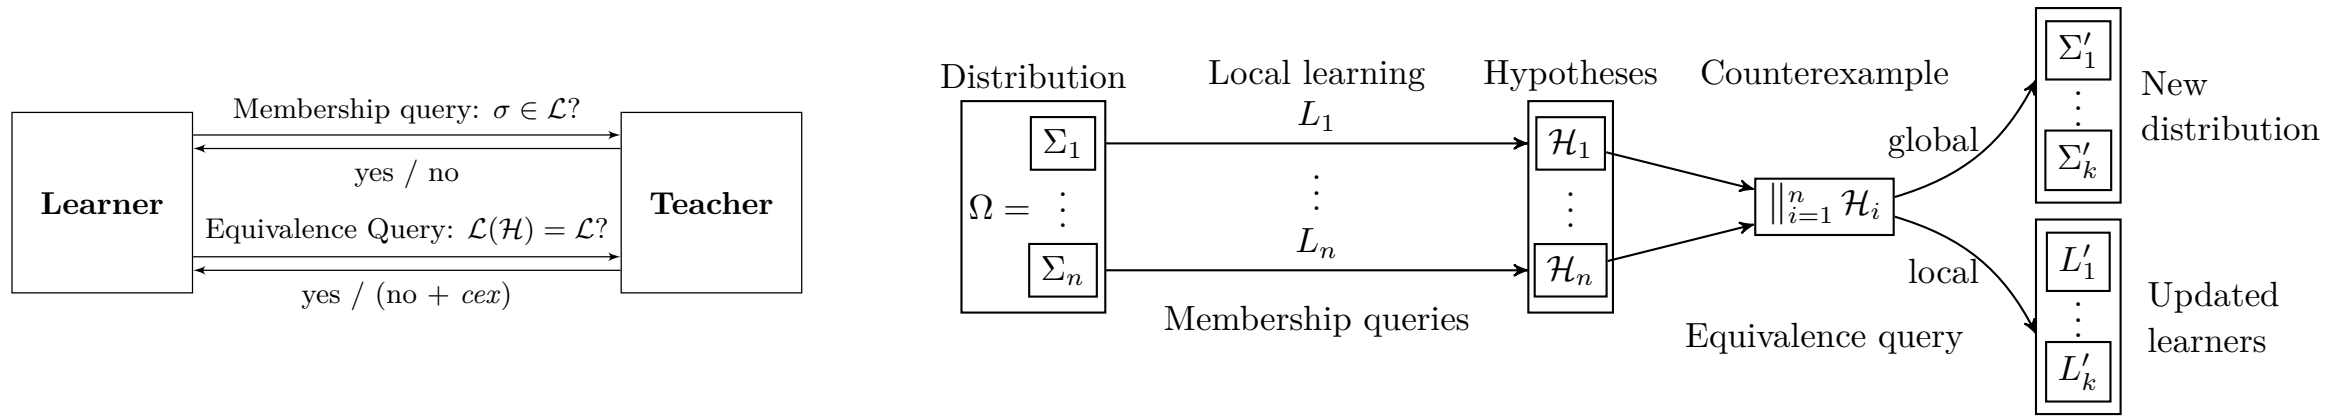 Learner
Membership query: σ ∈ ℒ?
yes / no
Equivalence Query: ℒ(ℋ) = ℒ?
yes / (no + cex)
Teacher
Distribution
Ω =
Σ₁
⋮
Σₙ
Local learning
L₁
⋮
Lₙ
Membership queries
Hypotheses
ℋ₁
⋮
ℋₙ
Counterexample
∥ⁿᵢ₌₁ ℋᵢ
Equivalence query
global
local
Σ′₁
⋮
Σ′ₖ
New
distribution
L′₁
⋮
L′ₖ
Updated
learners